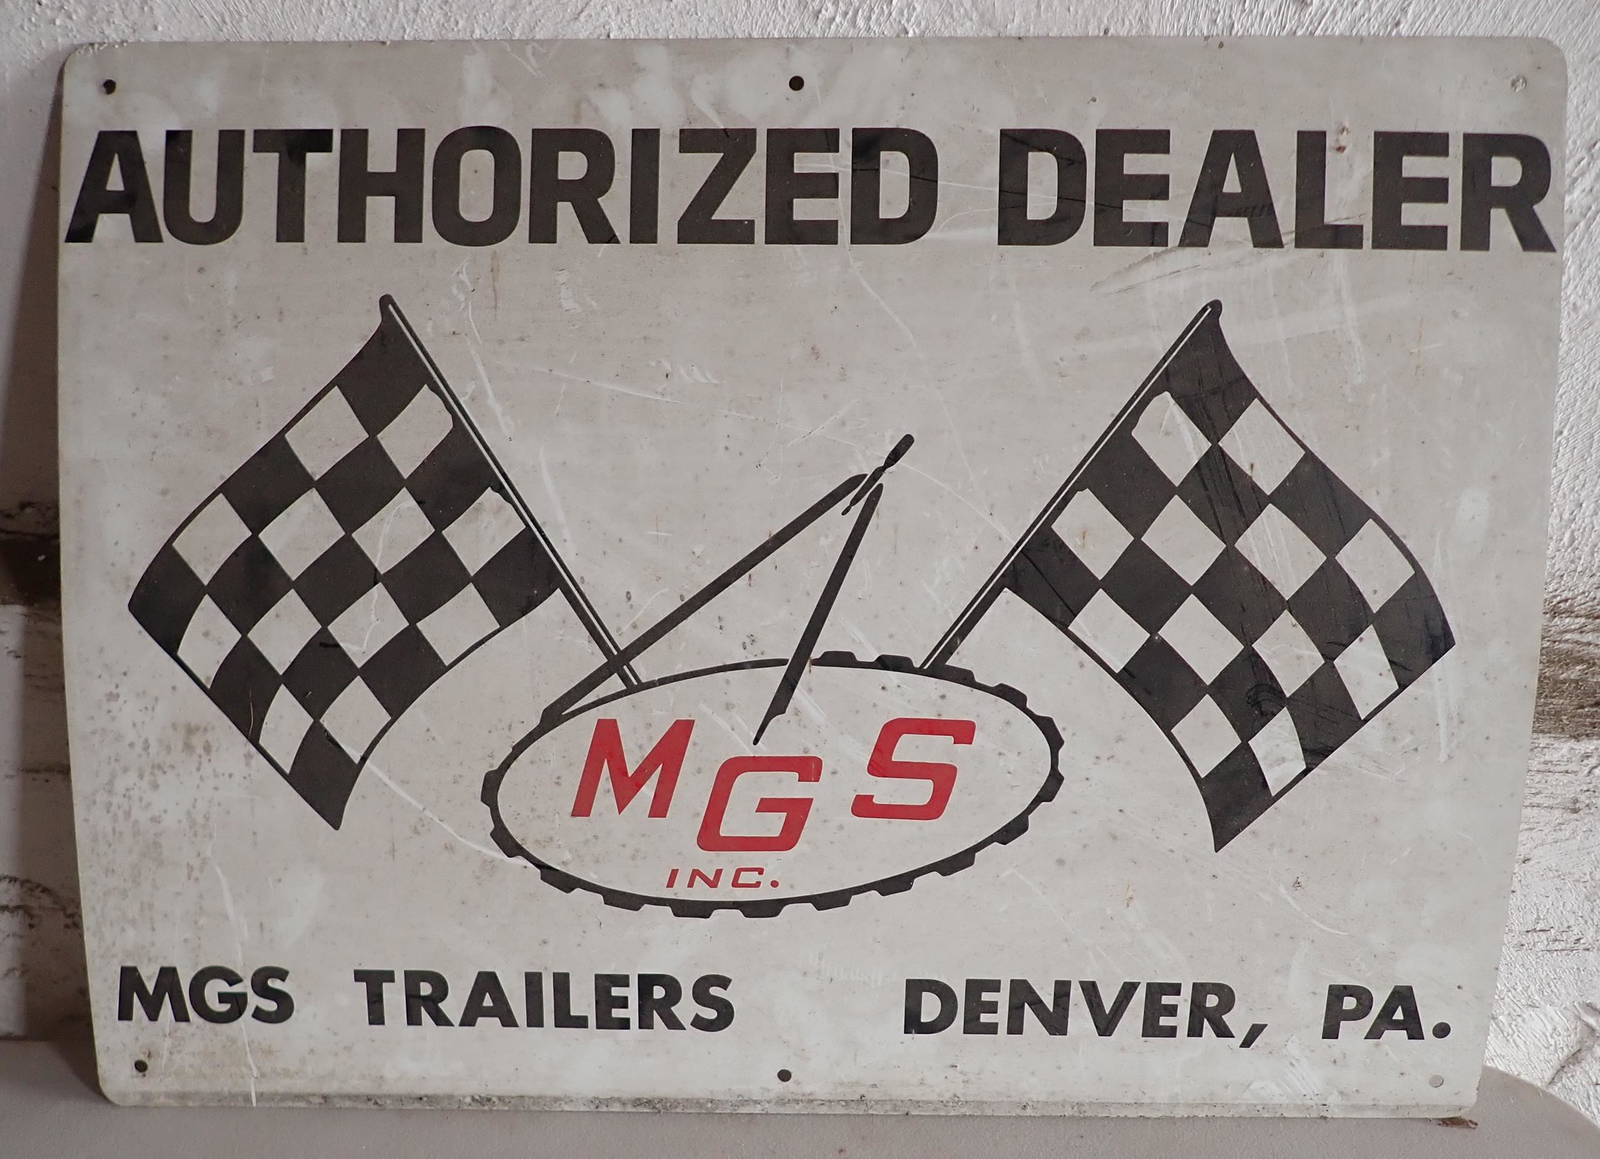 AUTHORIZED DEALER
MGS
INC.
MGS TRAILERS DENVER, PA.